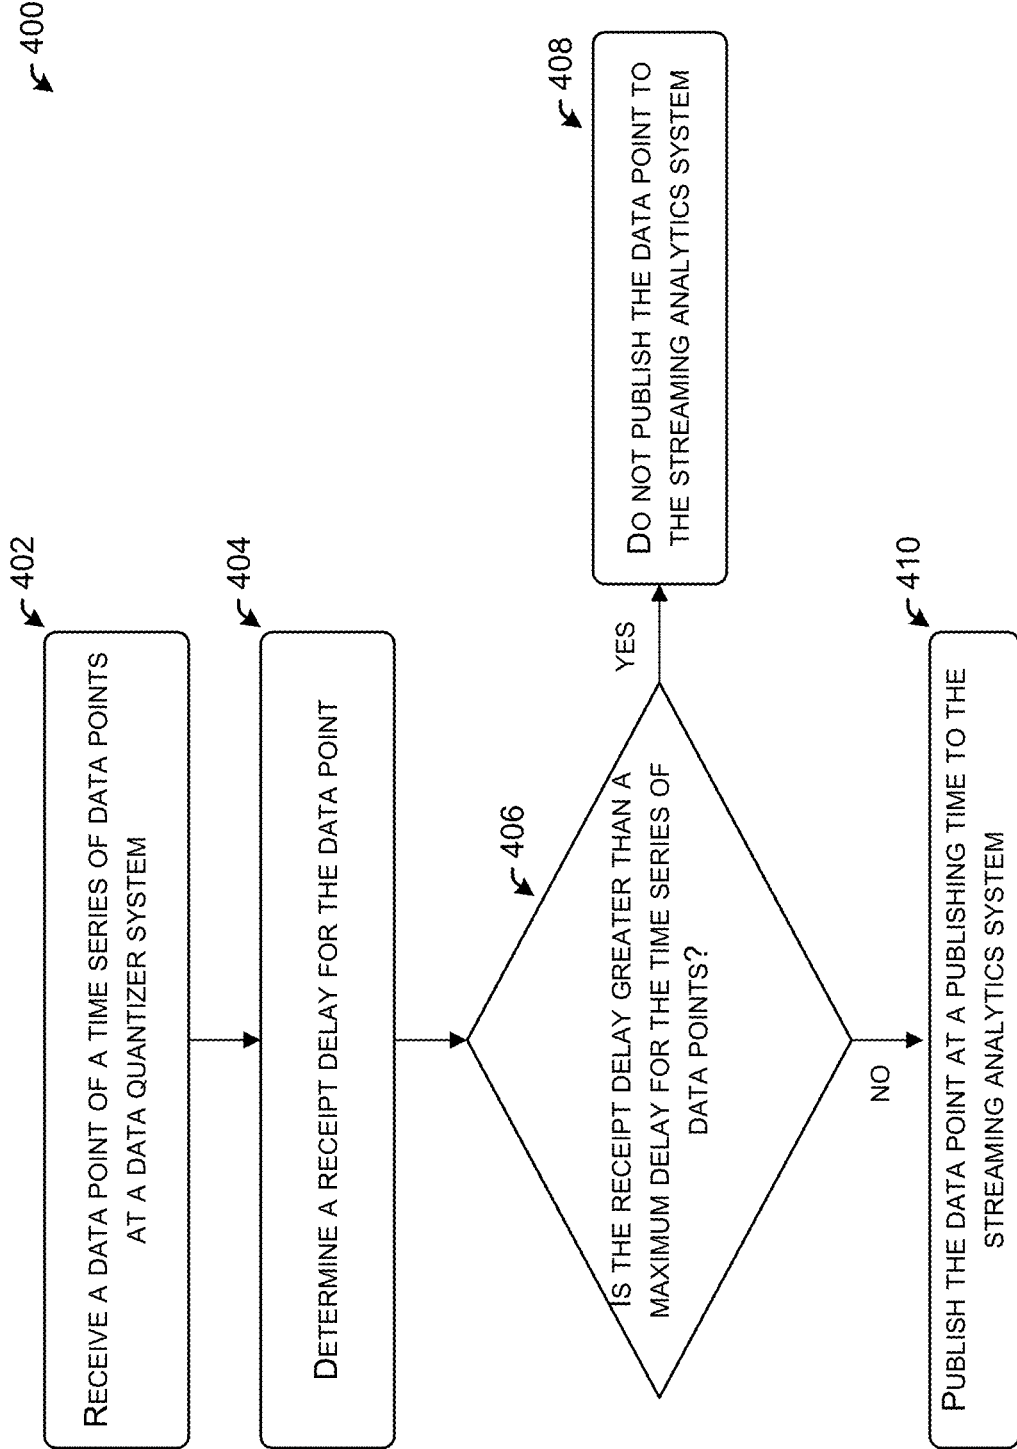 400
402
RECEIVE A DATA POINT OF A TIME SERIES OF DATA POINTS
AT A DATA QUANTIZER SYSTEM
404
DETERMINE A RECEIPT DELAY FOR THE DATA POINT
406
IS THE RECEIPT DELAY GREATER THAN A
MAXIMUM DELAY FOR THE TIME SERIES OF
DATA POINTS?
YES
408
DO NOT PUBLISH THE DATA POINT TO
THE STREAMING ANALYTICS SYSTEM
NO
410
PUBLISH THE DATA POINT AT A PUBLISHING TIME TO THE
STREAMING ANALYTICS SYSTEM